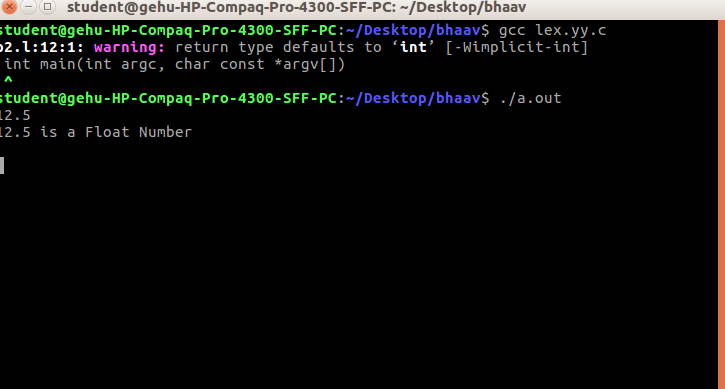 student@gehu-HP-Compaq-Pro-4300-SFF-PC: ~/Desktop/bhaav
student@gehu-HP-Compaq-Pro-4300-SFF-PC:~/Desktop/bhaav$ gcc lex.yy.c
p2.l:12:1: warning: return type defaults to ‘int’ [-Wimplicit-int]
int main(int argc, char const *argv[])
^
student@gehu-HP-Compaq-Pro-4300-SFF-PC:~/Desktop/bhaav$ ./a.out
12.5
12.5 is a Float Number